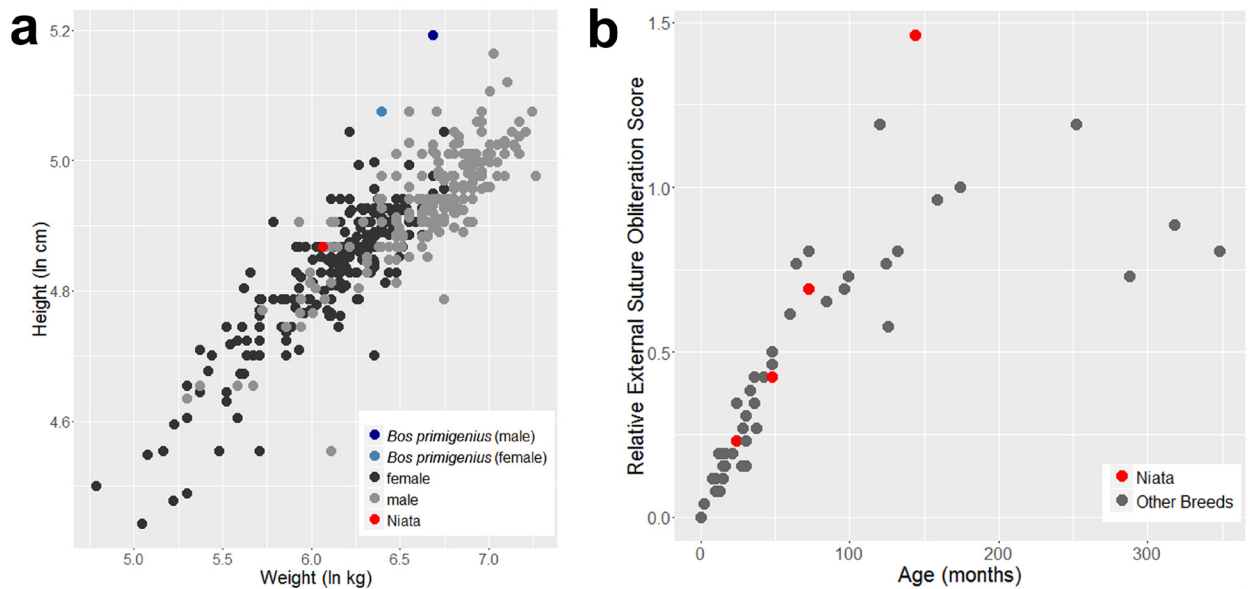 a
5.2
5.0
4.8
4.6
Height (ln cm)
5.0 5.5 6.0 6.5 7.0
Weight (ln kg)
Bos primigenius (male)
Bos primigenius (female)
female
male
Niata
b
1.5
1.0
0.5
0.0
Relative External Suture Obliteration Score
0 100 200 300
Age (months)
Niata
Other Breeds